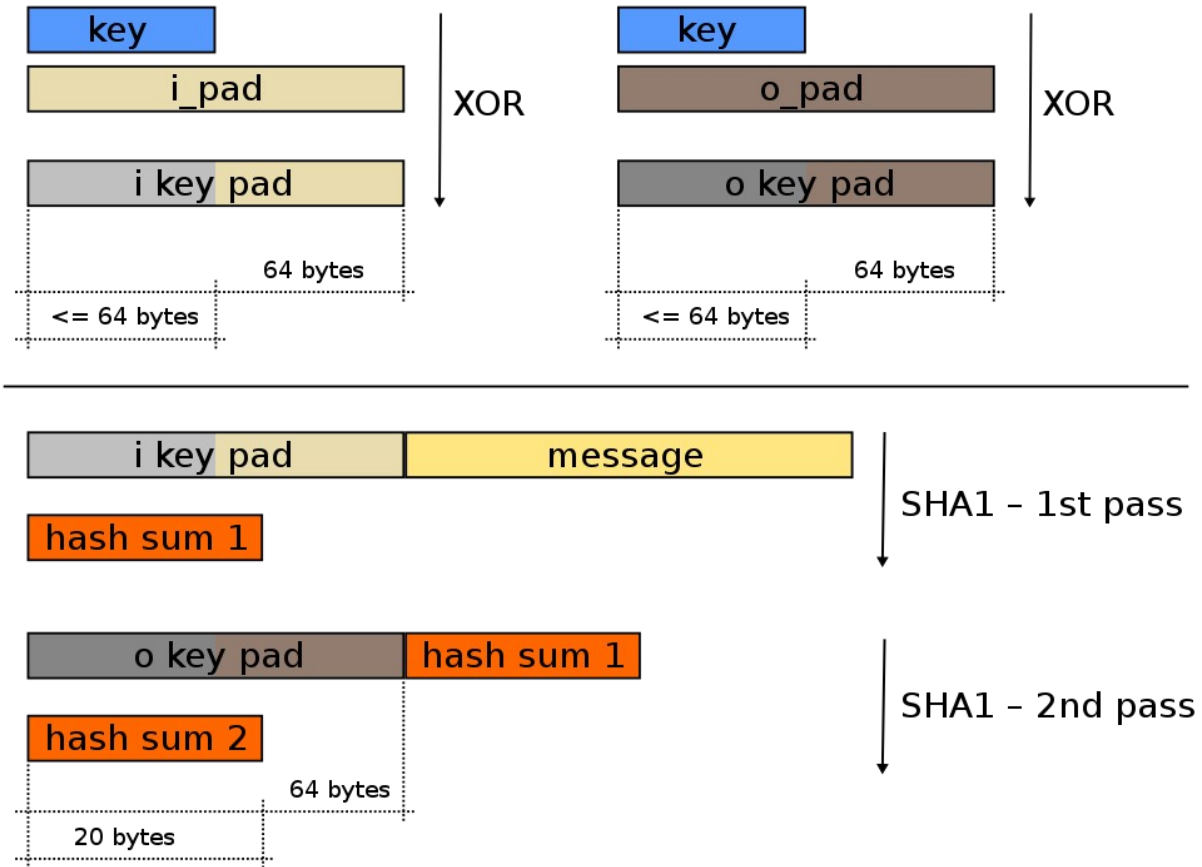 key
i_pad
XOR
i key pad
64 bytes
<= 64 bytes
key
o_pad
XOR
o key pad
64 bytes
<= 64 bytes
i key pad message
SHA1 – 1st pass
hash sum 1
o key pad hash sum 1
SHA1 – 2nd pass
hash sum 2
64 bytes
20 bytes